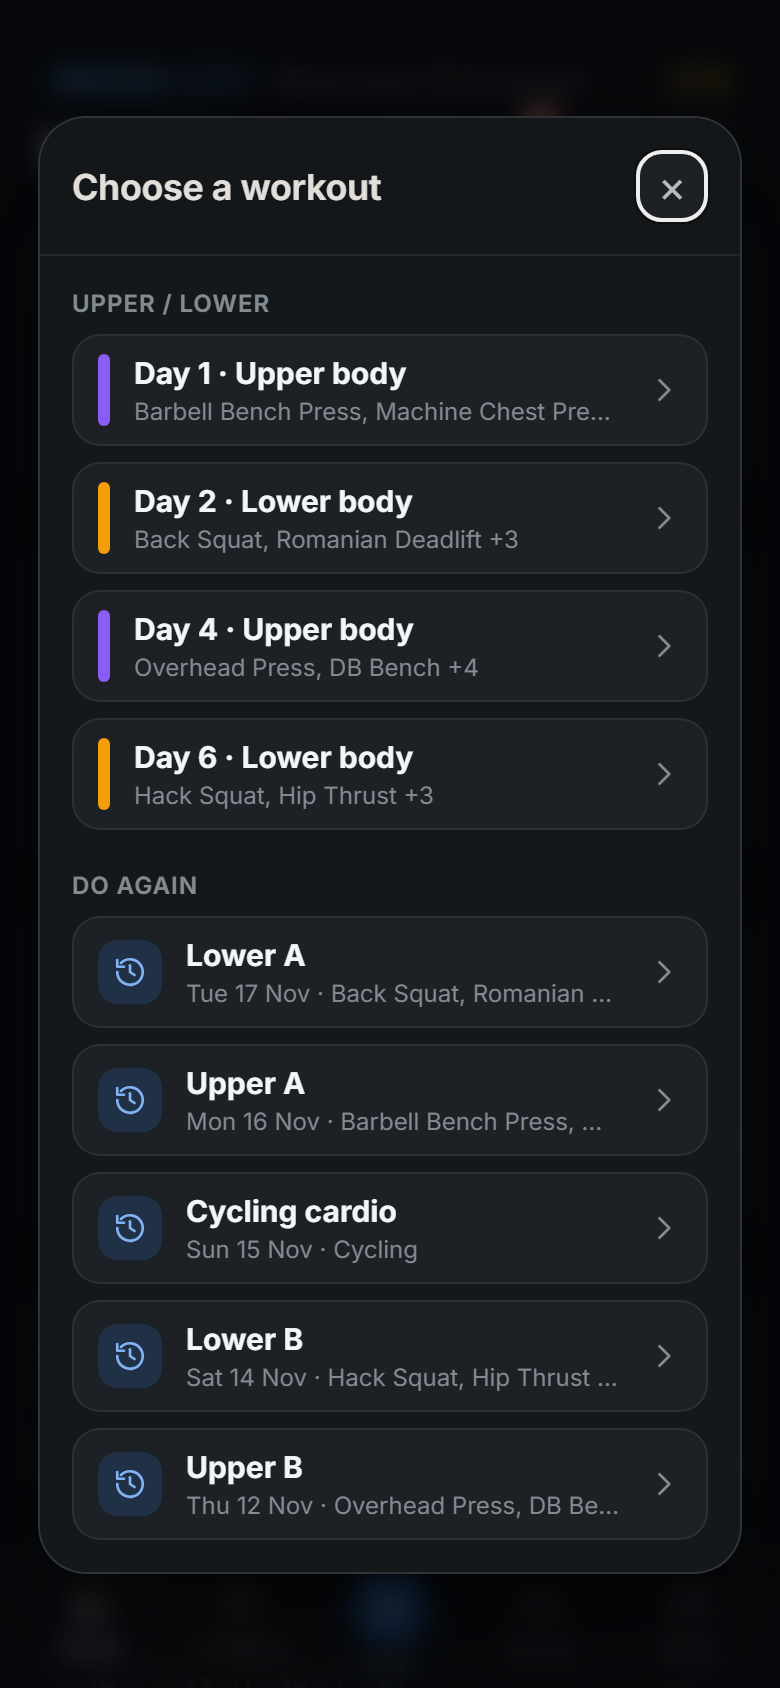 Choose a workout
UPPER / LOWER
Day 1 · Upper body
Barbell Bench Press, Machine Chest Pre...
Day 2 · Lower body
Back Squat, Romanian Deadlift +3
Day 4 · Upper body
Overhead Press, DB Bench +4
Day 6 · Lower body
Hack Squat, Hip Thrust +3
DO AGAIN
Lower A
Tue 17 Nov · Back Squat, Romanian ...
Upper A
Mon 16 Nov · Barbell Bench Press, ...
Cycling cardio
Sun 15 Nov · Cycling
Lower B
Sat 14 Nov · Hack Squat, Hip Thrust ...
Upper B
Thu 12 Nov · Overhead Press, DB Be...